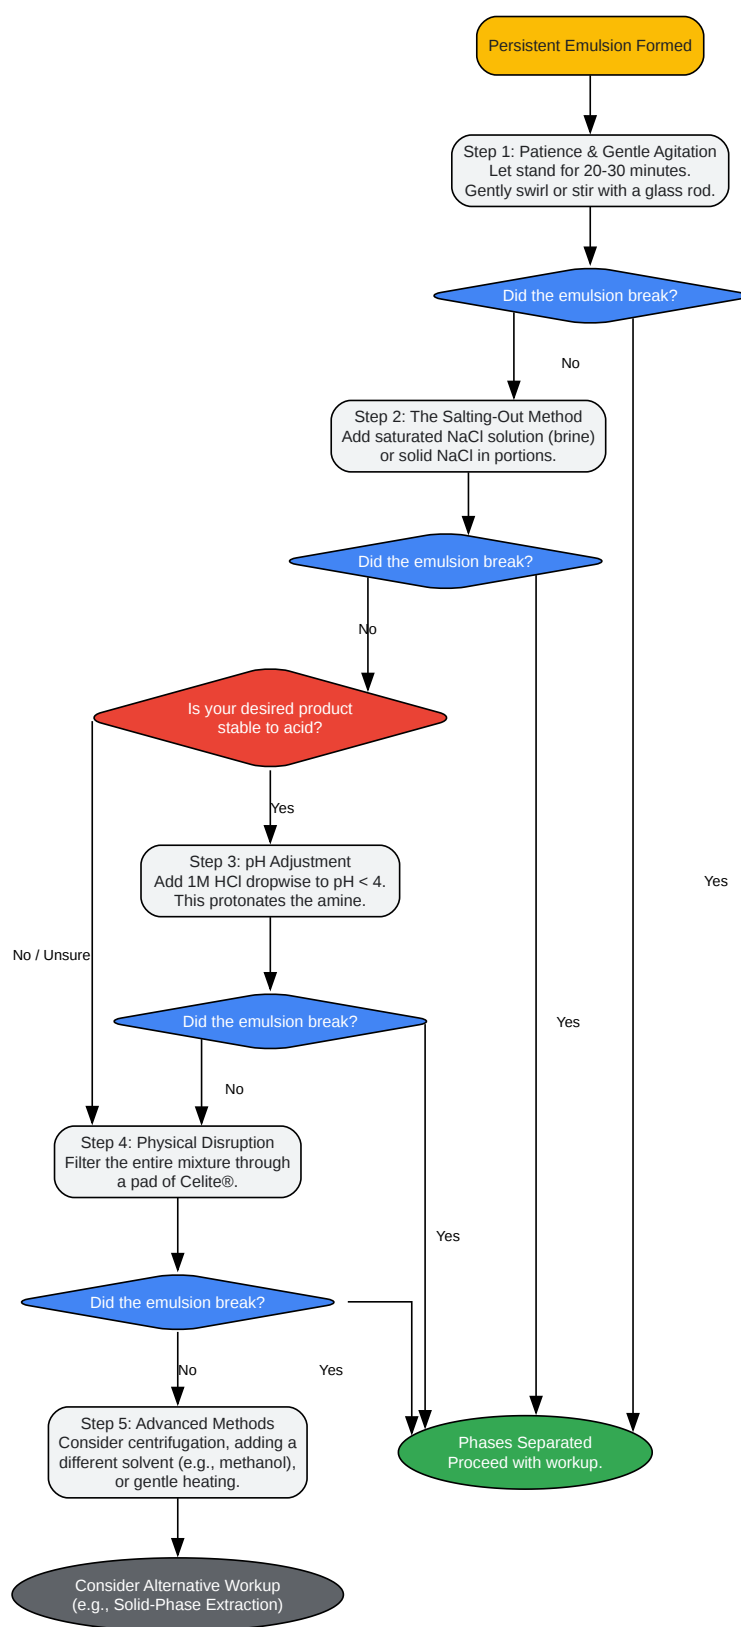 Persistent Emulsion Formed
Step 1: Patience & Gentle Agitation
Let stand for 20-30 minutes.
Gently swirl or stir with a glass rod.
Did the emulsion break?
No
Step 2: The Salting-Out Method
Add saturated NaCl solution (brine)
or solid NaCl in portions.
Did the emulsion break?
No
Is your desired product
stable to acid?
Yes
Step 3: pH Adjustment
Add 1M HCl dropwise to pH < 4.
This protonates the amine.
Yes
No / Unsure
Did the emulsion break?
Yes
No
Step 4: Physical Disruption
Filter the entire mixture through
a pad of Celite®.
Yes
Did the emulsion break?
No
Yes
Step 5: Advanced Methods
Consider centrifugation, adding a
different solvent (e.g., methanol),
or gentle heating.
Phases Separated
Proceed with workup.
Consider Alternative Workup
(e.g., Solid-Phase Extraction)